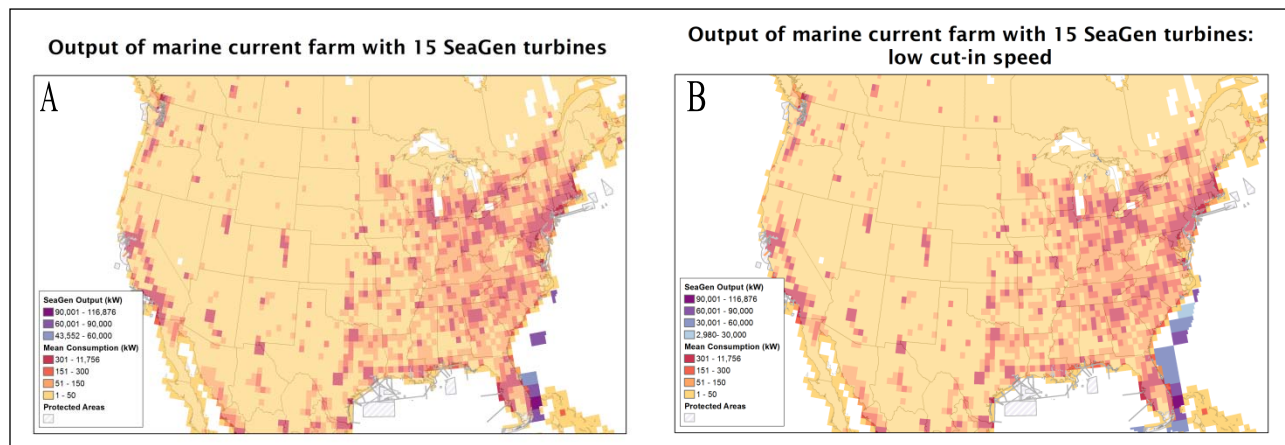 Output of marine current farm with 15 SeaGen turbines
A
SeaGen Output (kW)
90,001 - 116,876
60,001 - 90,000
43,552 - 60,000
Mean Consumption (kW)
301 - 11,756
151 - 300
51 - 150
1 - 50
Protected Areas
Output of marine current farm with 15 SeaGen turbines:
low cut-in speed
B
SeaGen Output (kW)
90,001 - 116,876
60,001 - 90,000
30,001 - 60,000
2,980- 30,000
Mean Consumption (kW)
301 - 11,756
151 - 300
51 - 150
1 - 50
Protected Areas